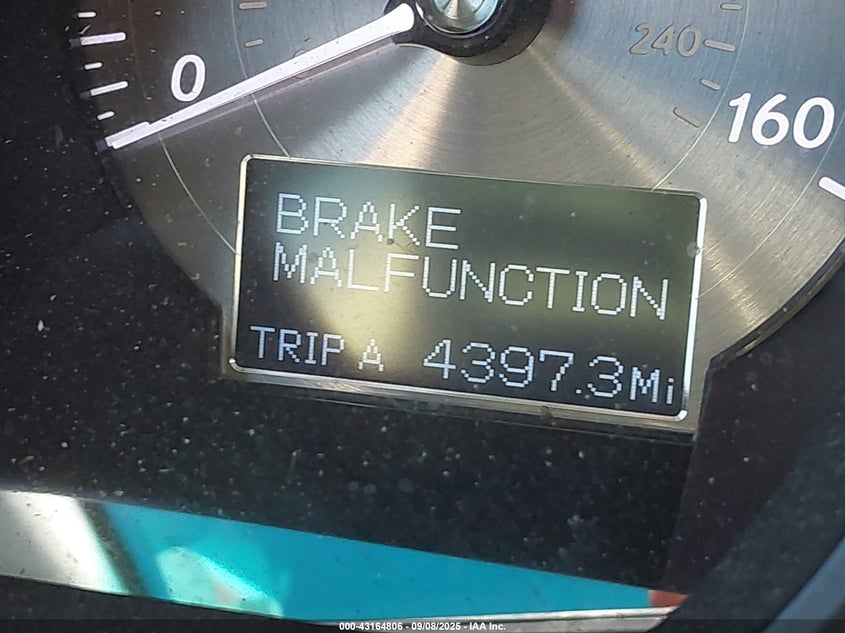 0
240
160
BRAKE
MALFUNCTION
TRIP A 4397.3Mi
000-43164806 - 09/08/2025 - IAA Inc.